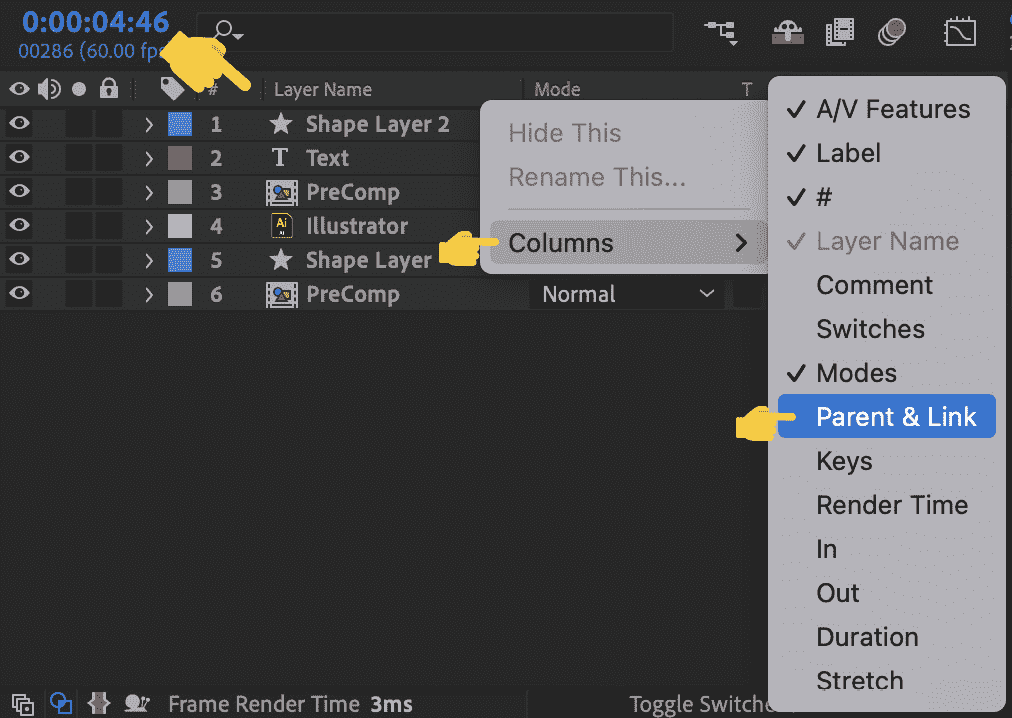 0:00:04:46
00286 (60.00 fp
#
Layer Name
Mode
T
1 Shape Layer 2
2 T Text
3 PreComp
4 Ai Illustrator
5 Shape Layer
6 PreComp
Normal
Hide This
Rename This...
Columns
A/V Features
Label
#
Layer Name
Comment
Switches
Modes
Parent & Link
Keys
Render Time
In
Out
Duration
Stretch
Frame Render Time 3ms
Toggle Switche